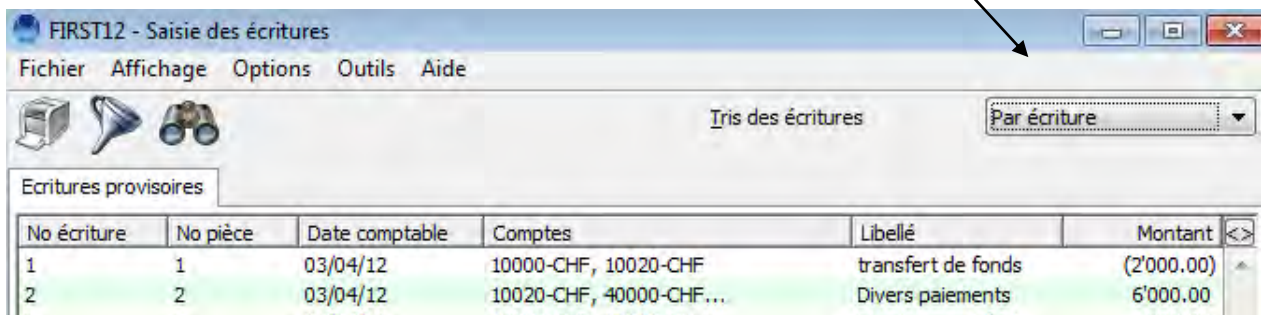 FIRST12 - Saisie des écritures
Fichier Affichage Options Outils Aide
Tris des écritures Par écriture
Ecritures provisoires
No écriture No pièce Date comptable Comptes Libellé Montant <>
1 1 03/04/12 10000-CHF, 10020-CHF transfert de fonds (2'000.00)
2 2 03/04/12 10020-CHF, 40000-CHF... Divers paiements 6'000.00